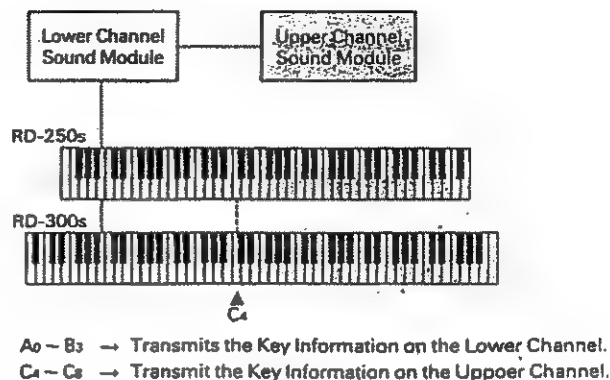 Lower Channel
Sound Module
Upper Channel
Sound Module
RD-250s
RD-300s
C4
A0 ~ B3 → Transmits the Key Information on the Lower Channel.
C4 ~ C8 → Transmit the Key Information on the Uppoer Channel.